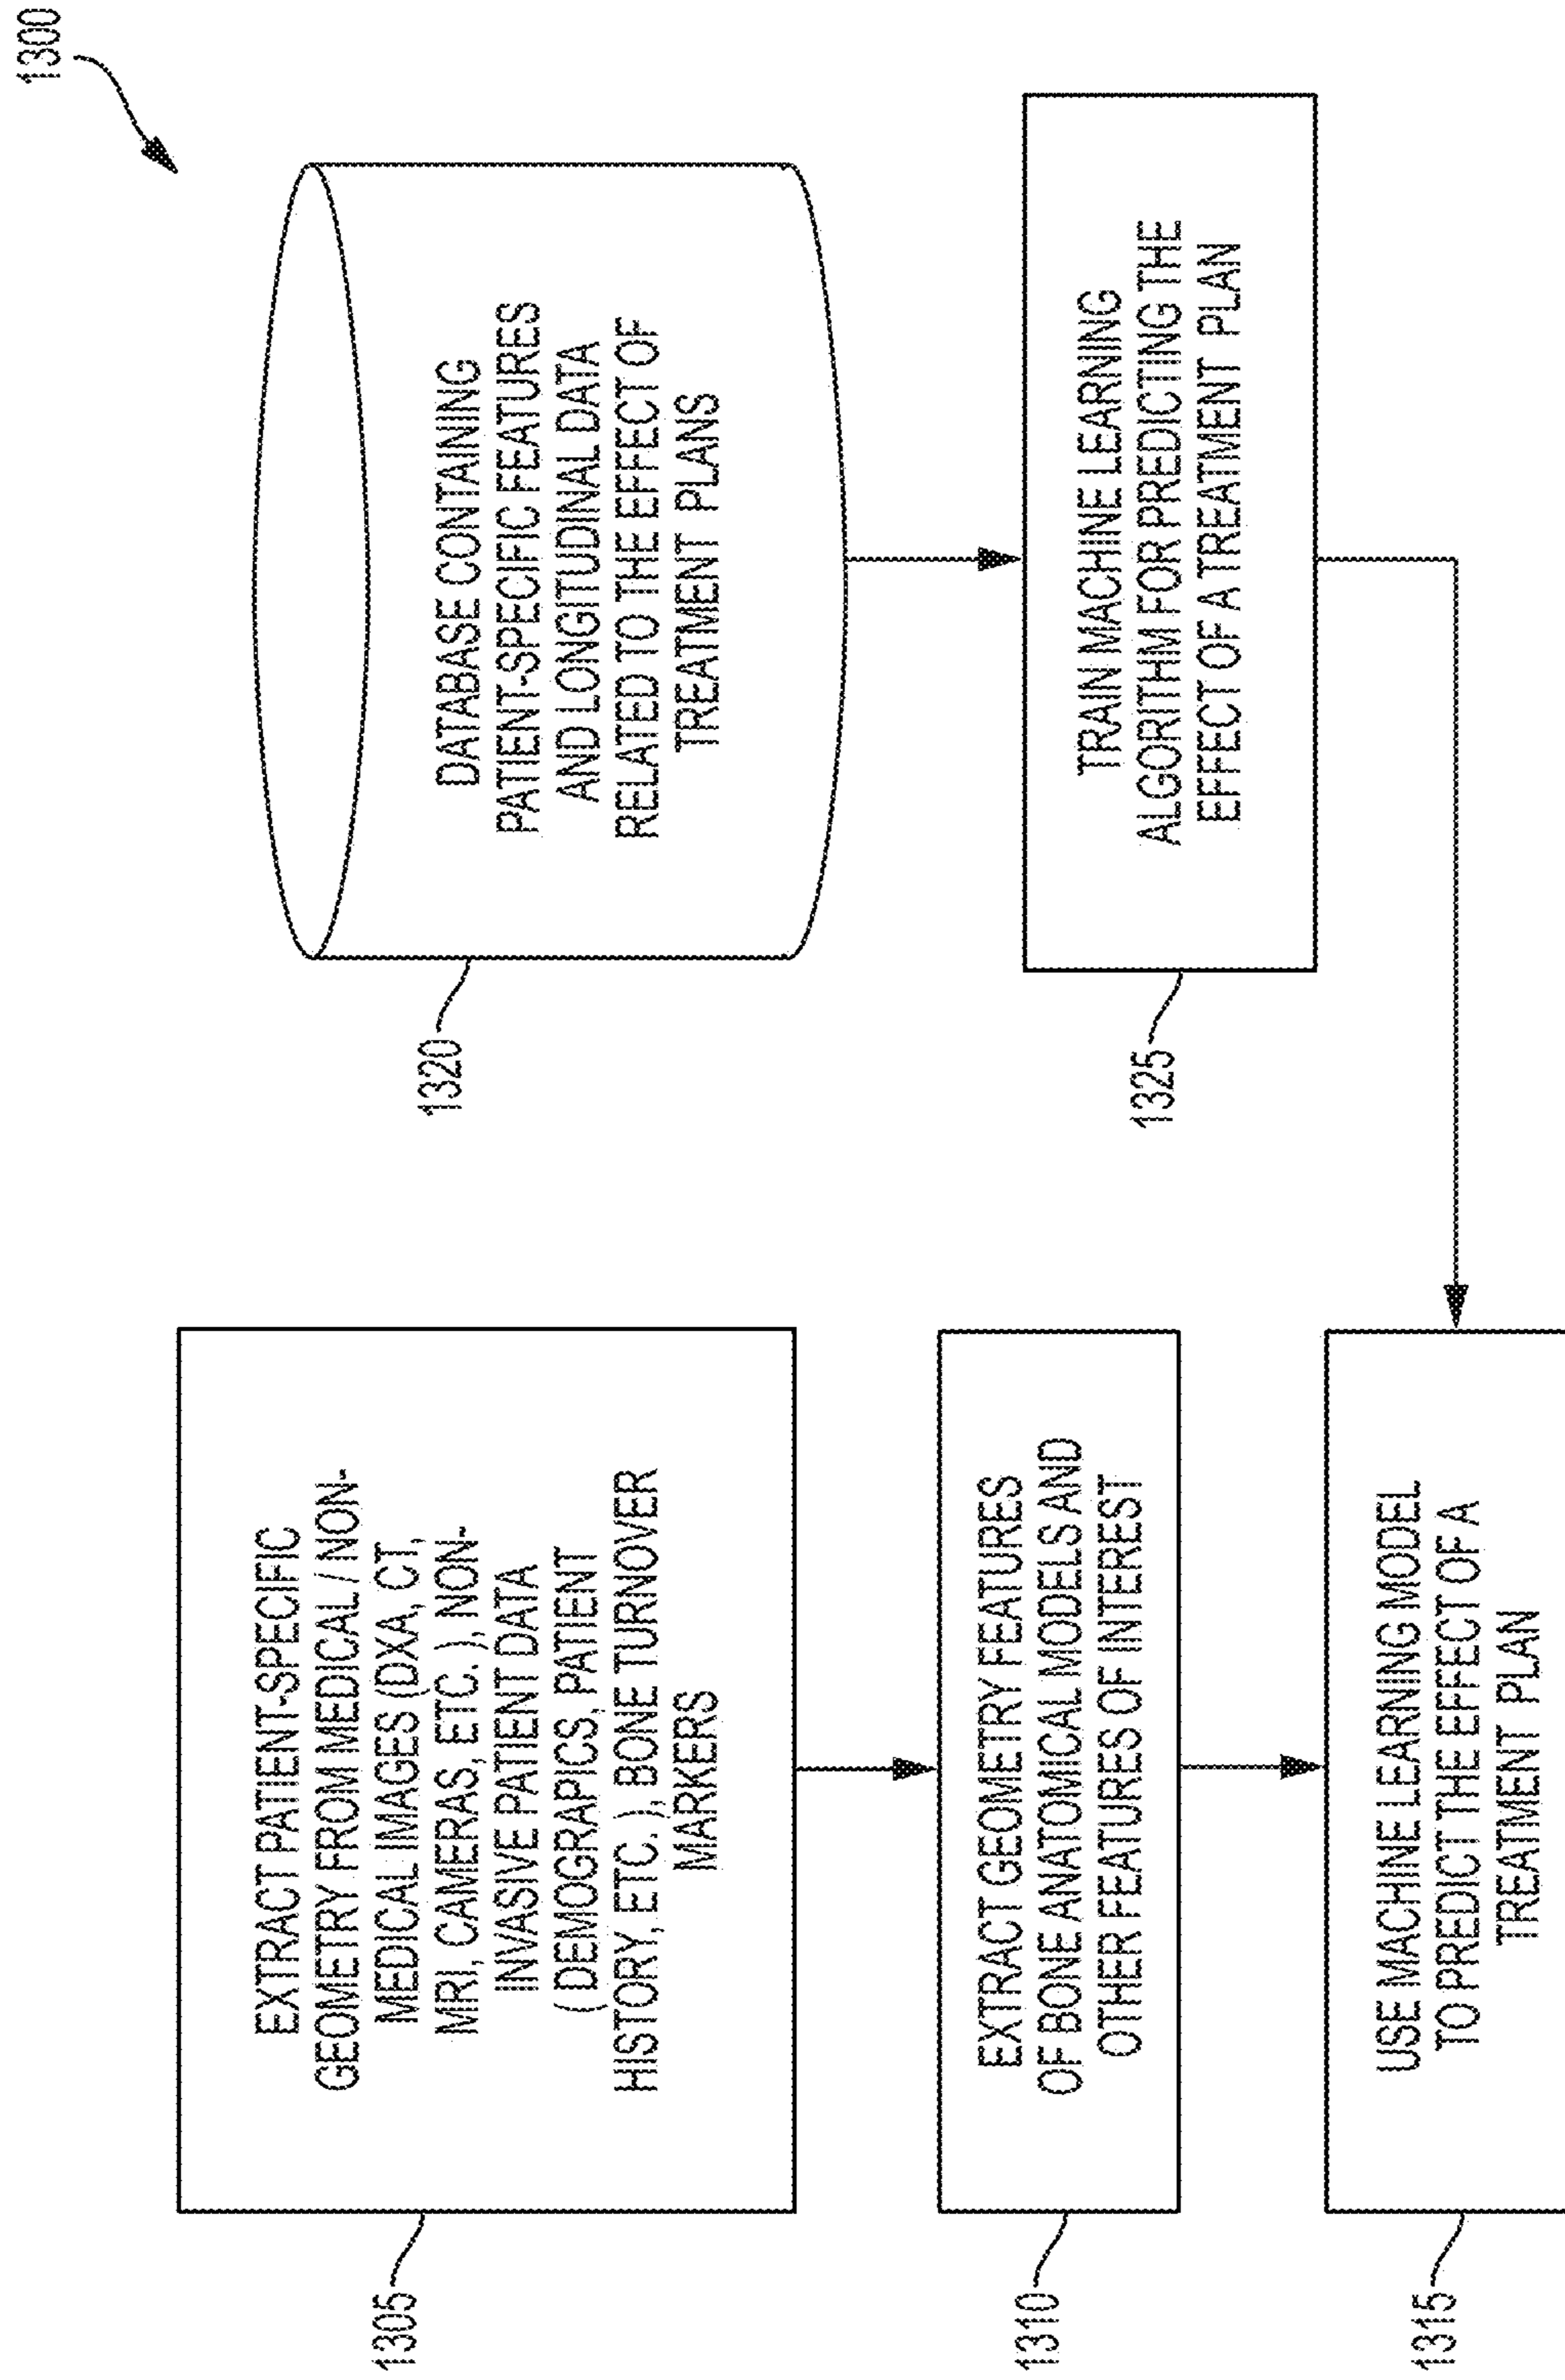 1300
EXTRACT PATIENT-SPECIFIC
GEOMETRY FROM MEDICAL / NON-
MEDICAL IMAGES (DXA, CT,
MRI, CAMERAS, ETC. ), NON-
INVASIVE PATIENT DATA
( DEMOGRAPICS, PATIENT
HISTORY, ETC. ), BONE TURNOVER
MARKERS
1305
EXTRACT GEOMETRY FEATURES
OF BONE ANATOMICAL MODELS AND
OTHER FEATURES OF INTEREST
1310
USE MACHINE LEARNING MODEL
TO PREDICT THE EFFECT OF A
TREATMENT PLAN
1315
DATABASE CONTAINING
PATIENT-SPECIFIC FEATURES
AND LONGITUDINAL DATA
RELATED TO THE EFFECT OF
TREATMENT PLANS
1320
TRAIN MACHINE LEARNING
ALGORITHM FOR PREDICTING THE
EFFECT OF A TREATMENT PLAN
1325